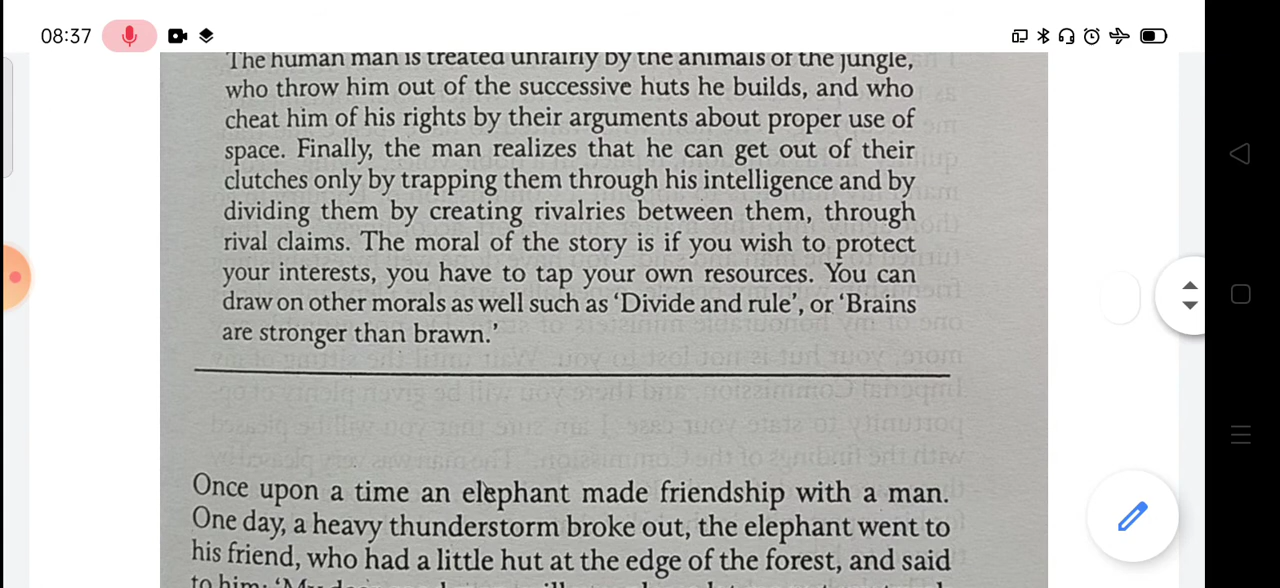 08:37
The human man is treated unfairly by the animals of the jungle,
who throw him out of the successive huts he builds, and who
cheat him of his rights by their arguments about proper use of
space. Finally, the man realizes that he can get out of their
clutches only by trapping them through his intelligence and by
dividing them by creating rivalries between them, through
rival claims. The moral of the story is if you wish to protect
your interests, you have to tap your own resources. You can
draw on other morals as well such as ‘Divide and rule’, or ‘Brains
are stronger than brawn.’
Once upon a time an elephant made friendship with a man.
One day, a heavy thunderstorm broke out, the elephant went to
his friend, who had a little hut at the edge of the forest, and said
to him: ‘My